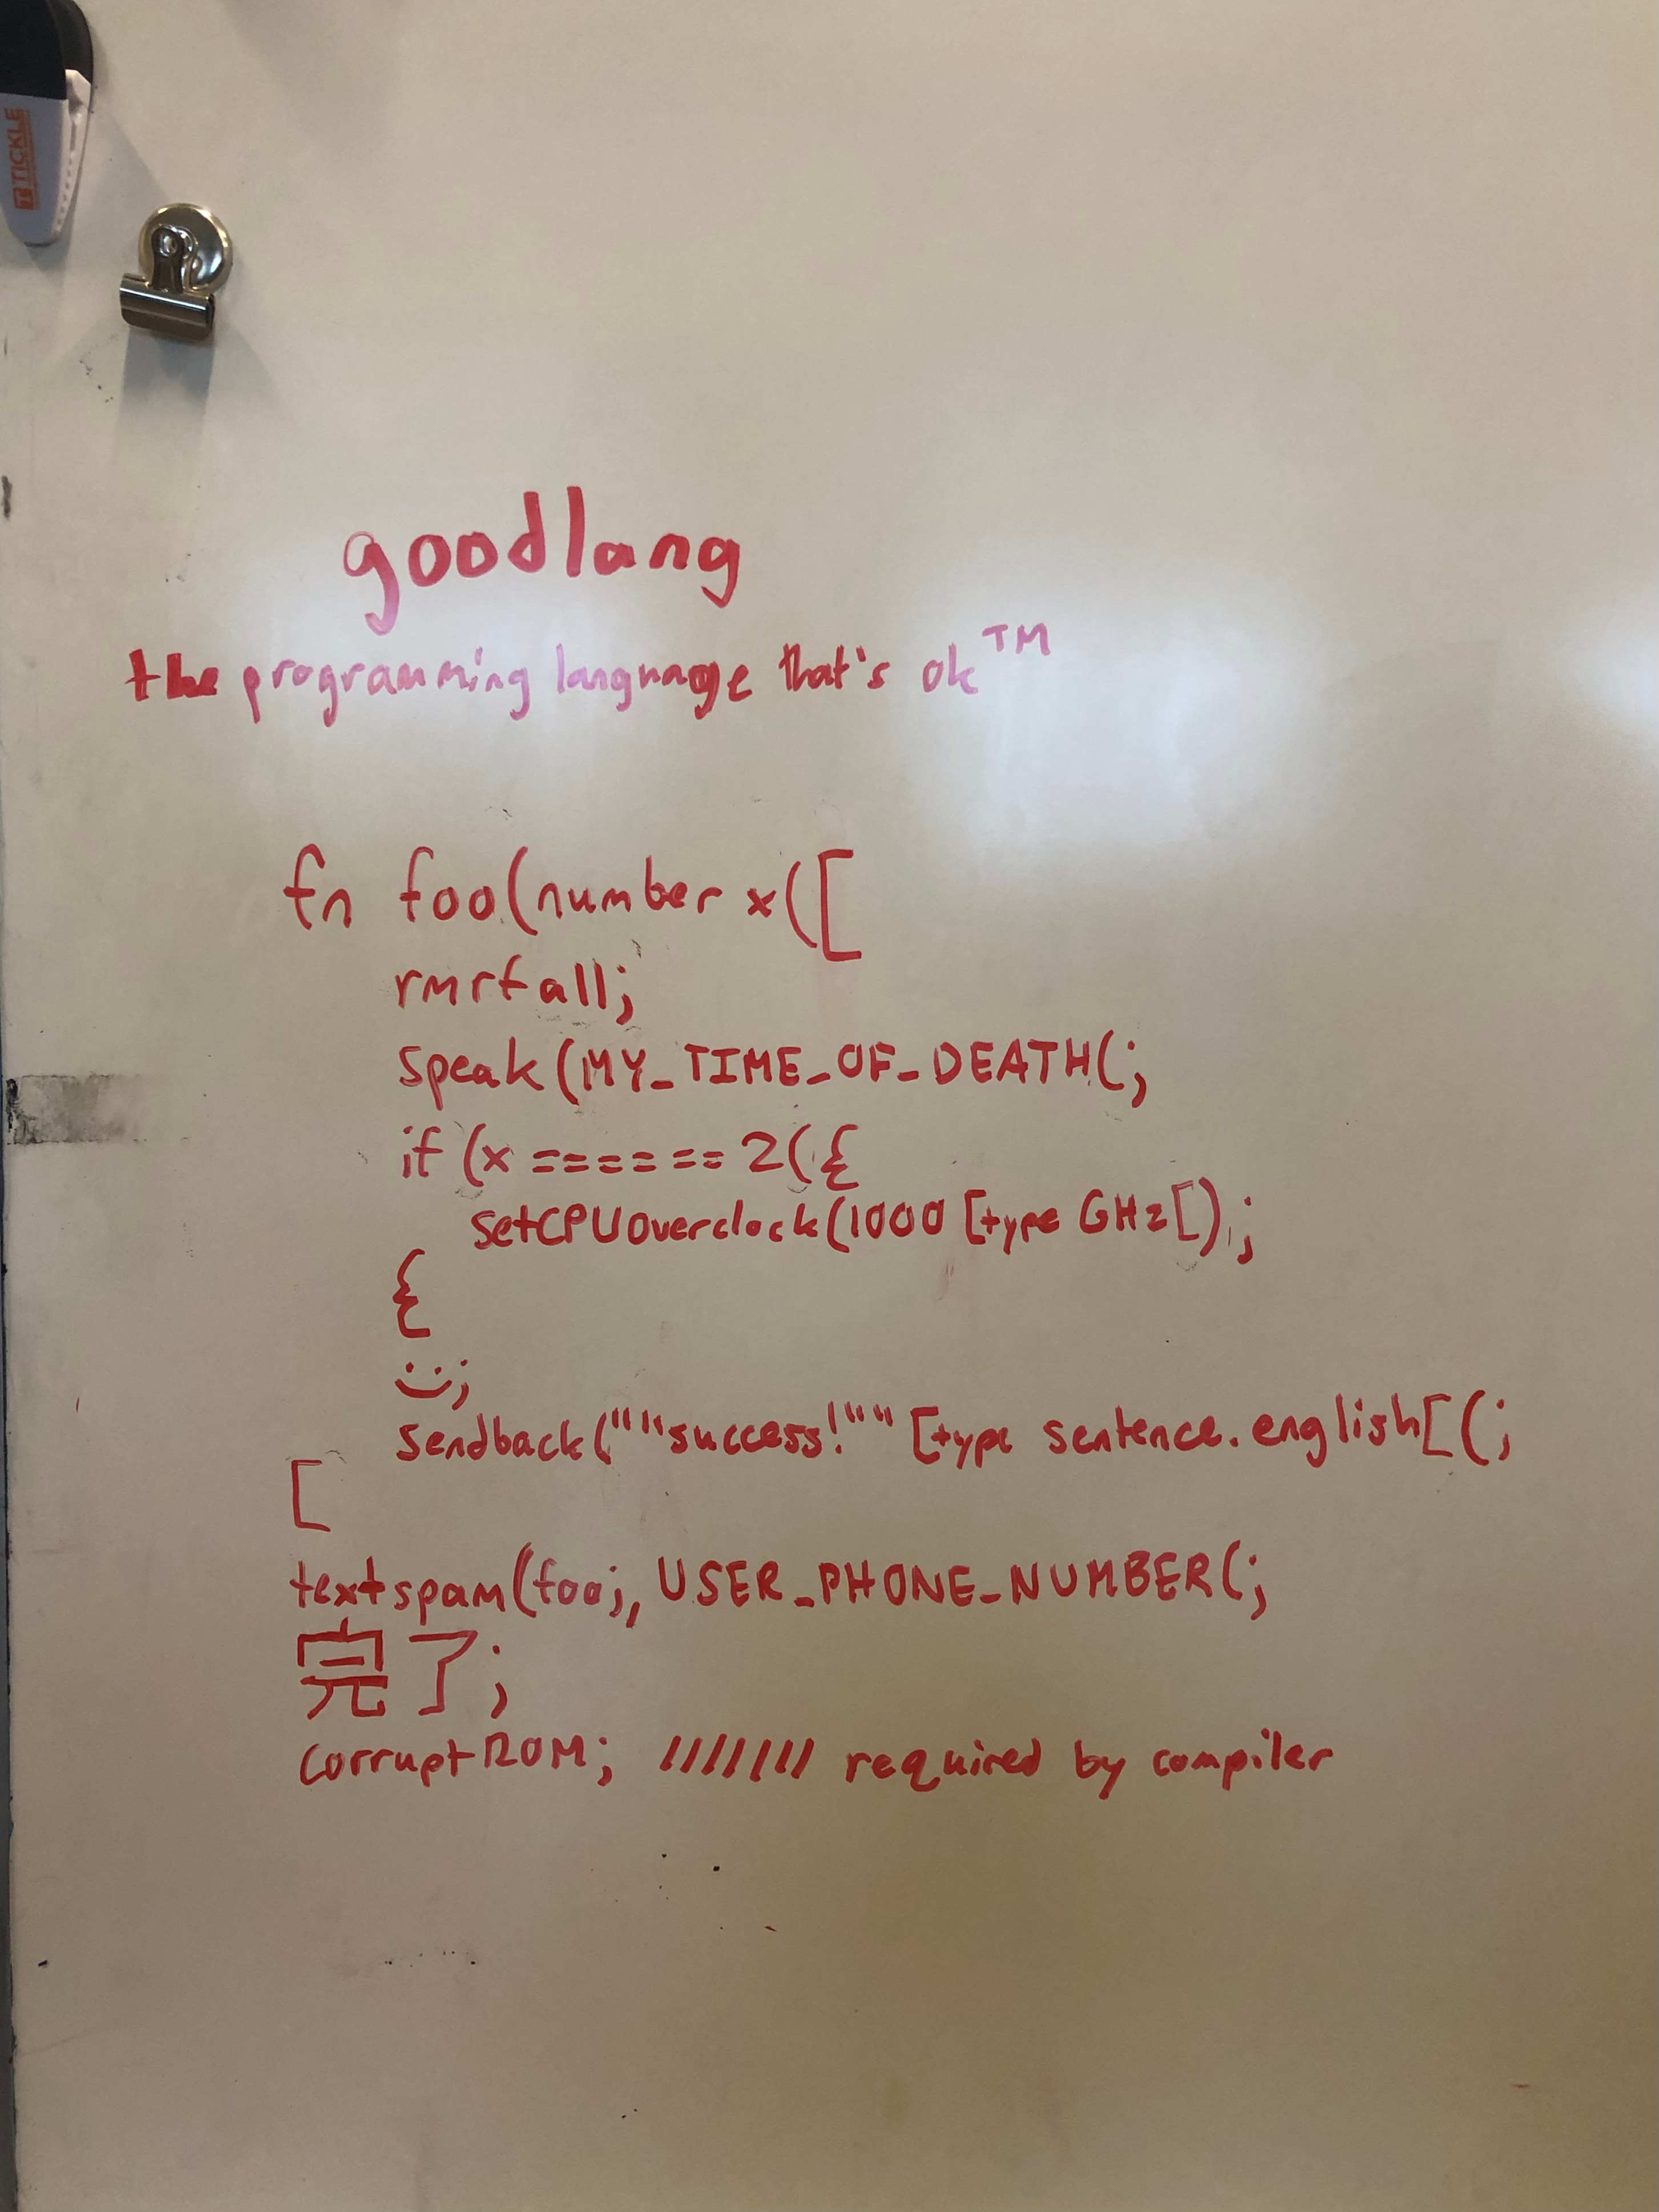 TICKLE
goodlang
the programming language that's ok™
fn foo(number x([
rmrfall;
speak(MY_TIME_OF_DEATH(;
if (x ====== 2({
setCPUOverclock(1000 [type GHz[);
{
:);
sendback(""success!"" [type sentence.english[(;
[
textspam(foo;, USER_PHONE_NUMBER(;
完了;
corruptROM; /////// required by compiler